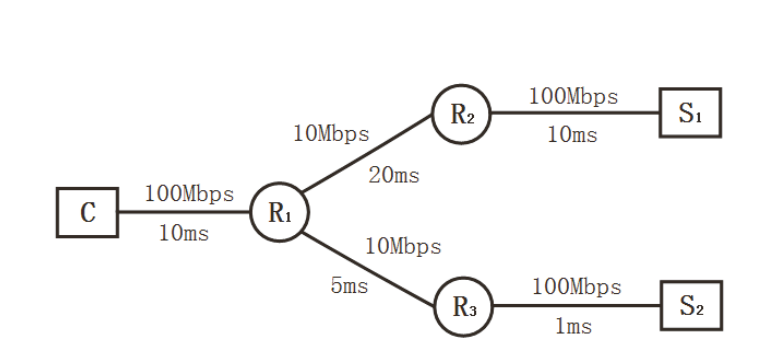 100Mbps
S₁
R₂
10Mbps
10ms
20ms
100Mbps
C
R₁
10ms
10Mbps
5ms
100Mbps
R₃
S₂
1ms